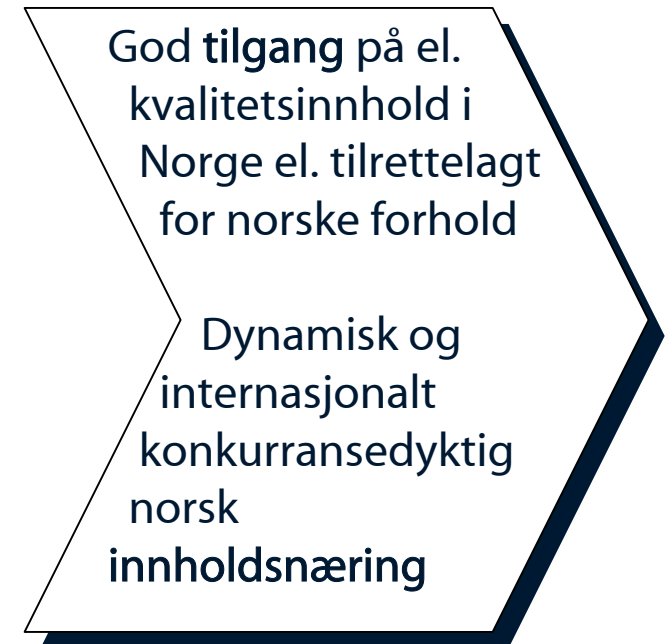 God tilgang på el.
kvalitetsinnhold i
Norge el. tilrettelagt
for norske forhold
Dynamisk og
internasjonalt
konkurransedyktig
norsk
innholdsnæring